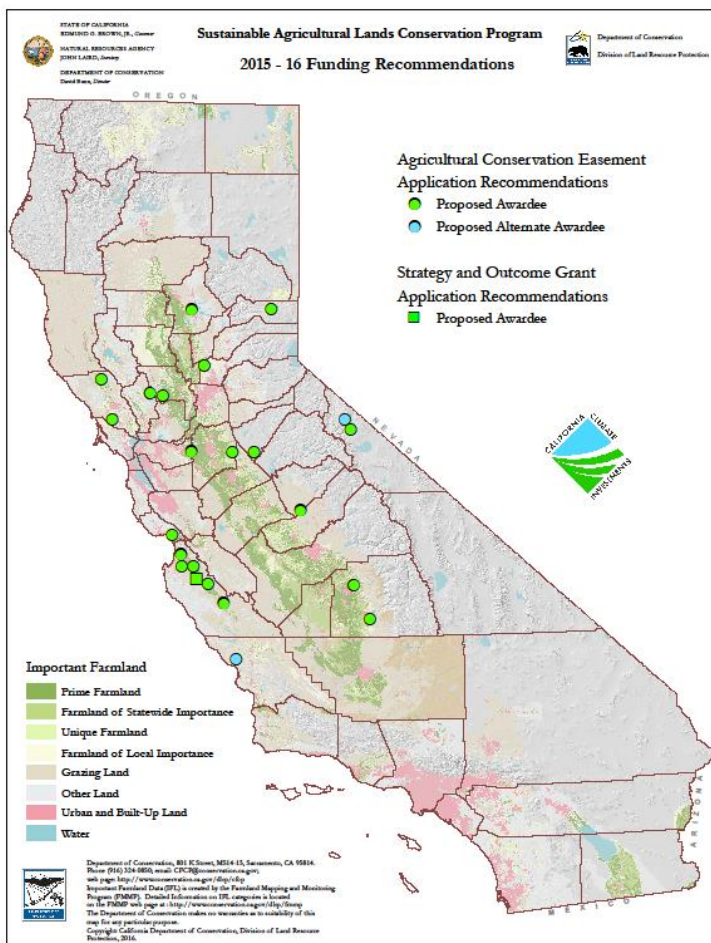 STATE OF CALIFORNIA
EDMUND G. BROWN, JR., Governor
NATURAL RESOURCES AGENCY
JOHN LAIRD, Secretary
DEPARTMENT OF CONSERVATION
David Bunn, Director
Sustainable Agricultural Lands Conservation Program
2015 - 16 Funding Recommendations
Department of Conservation
Division of Land Resource Protection
OREGON
Agricultural Conservation Easement
Application Recommendations
Proposed Awardee
Proposed Alternate Awardee
Strategy and Outcome Grant
Application Recommendations
Proposed Awardee
NEVADA
CALIFORNIA CLIMATE
INVESTMENTS
Important Farmland
Prime Farmland
Farmland of Statewide Importance
Unique Farmland
Farmland of Local Importance
Grazing Land
Other Land
Urban and Built-Up Land
Water
ARIZONA
MEXICO
Department of Conservation, 801 K Street, MS14-15, Sacramento, CA 95814.
Phone (916) 324-0850; email: CFCP@conservation.ca.gov;
web page: http://www.conservation.ca.gov/dlrp/cfcp
Important Farmland Data (IFL) is created by the Farmland Mapping and Monitoring
Program (FMMP). Detailed Information on IFL categories is located
on the FMMP web page at : http://www.conservation.ca.gov/dlrp/fmmp
The Department of Conservation makes no warranties as to suitability of this
map for any particular purpose.
Copyright California Department of Conservation, Division of Land Resource
Protection, 2016.